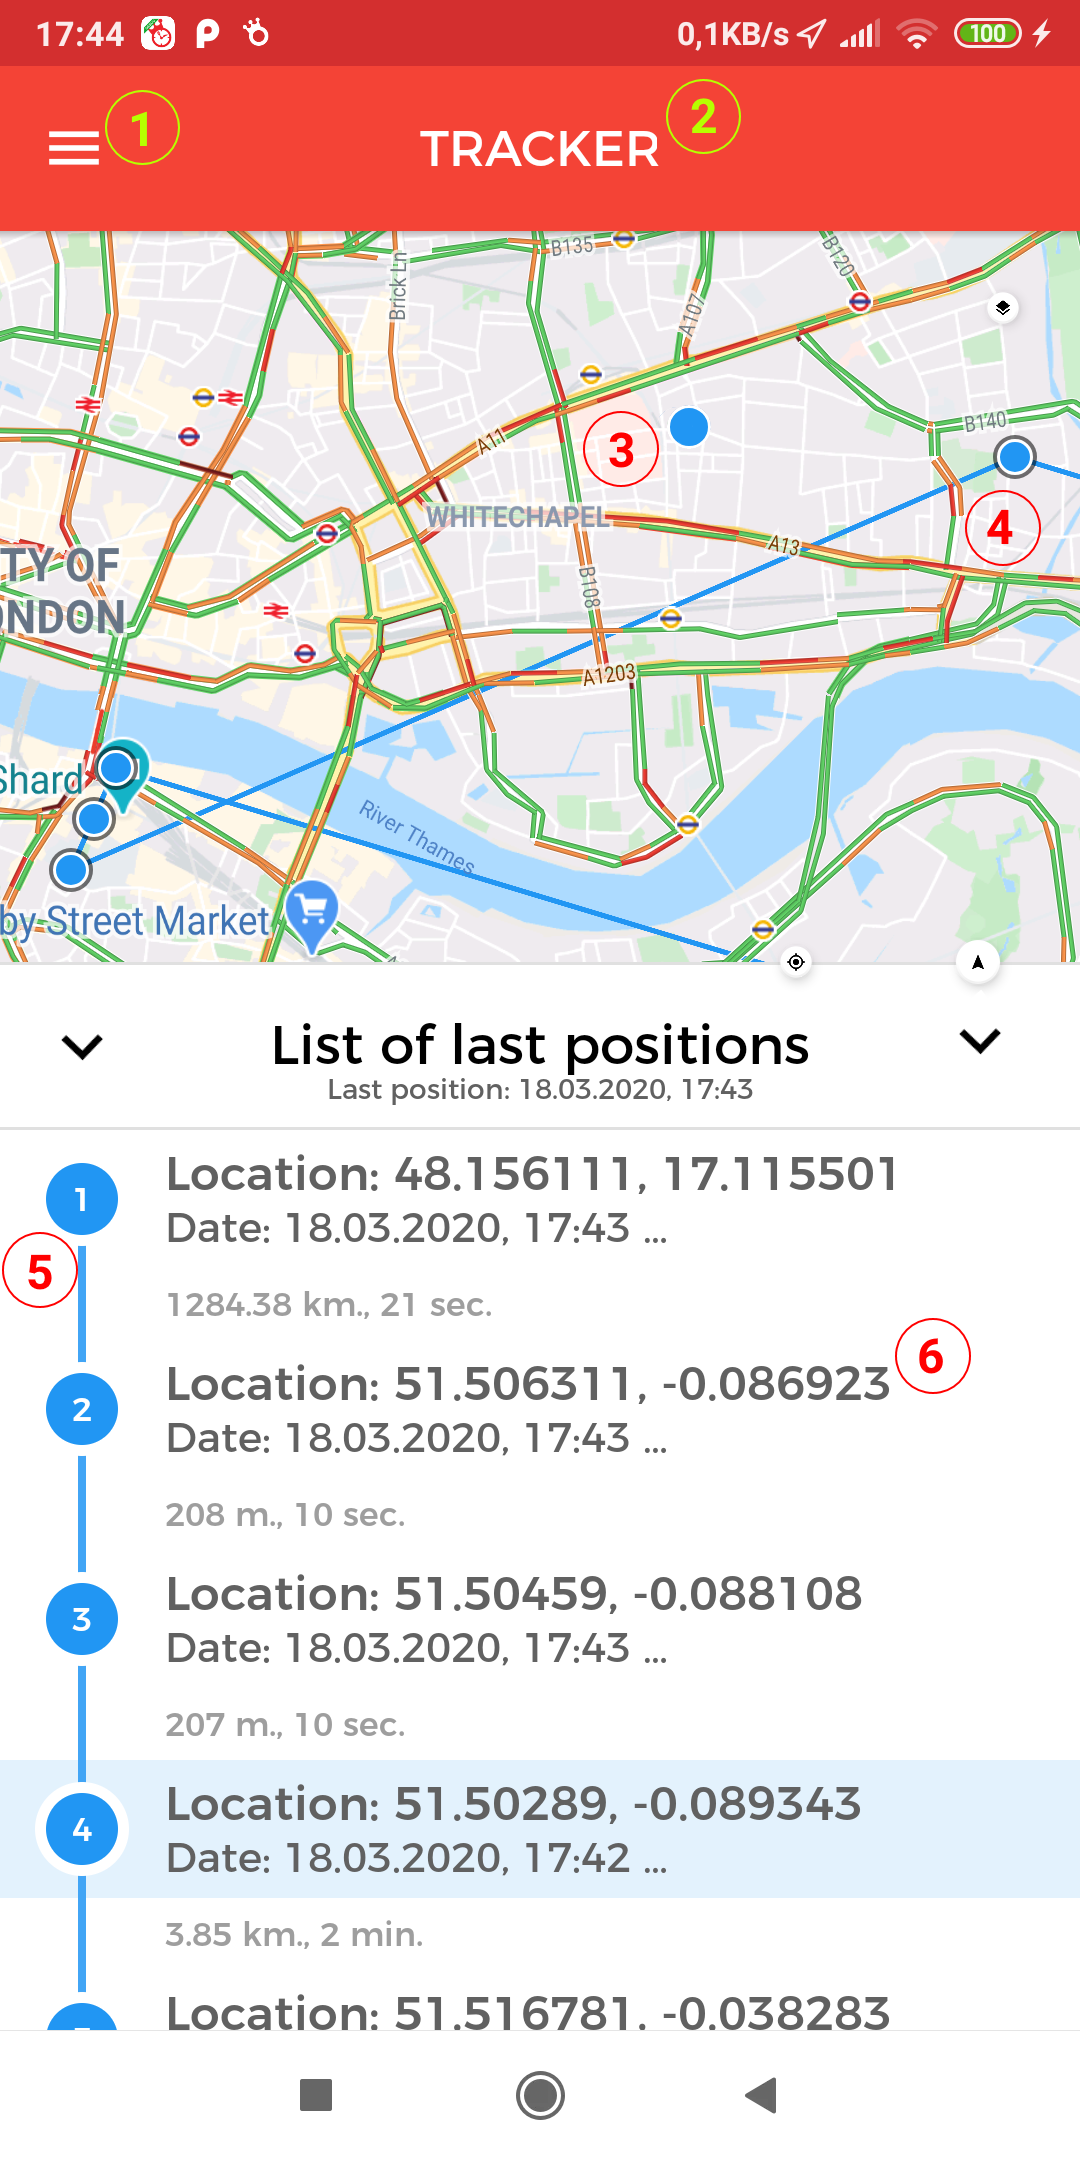 17:44 0,1KB/s 100
1
TRACKER
2
B135
B120
Brick Ln
A107
B140
A11
3
4
WHITECHAPEL
A13
TY OF
ONDON
B108
A1203
Shard
River Thames
by Street Market
List of last positions
Last position: 18.03.2020, 17:43
1
Location: 48.156111, 17.115501
Date: 18.03.2020, 17:43 ...
5
1284.38 km., 21 sec.
6
2
Location: 51.506311, -0.086923
Date: 18.03.2020, 17:43 ...
208 m., 10 sec.
3
Location: 51.50459, -0.088108
Date: 18.03.2020, 17:43 ...
207 m., 10 sec.
4
Location: 51.50289, -0.089343
Date: 18.03.2020, 17:42 ...
3.85 km., 2 min.
Location: 51.516781, -0.038283